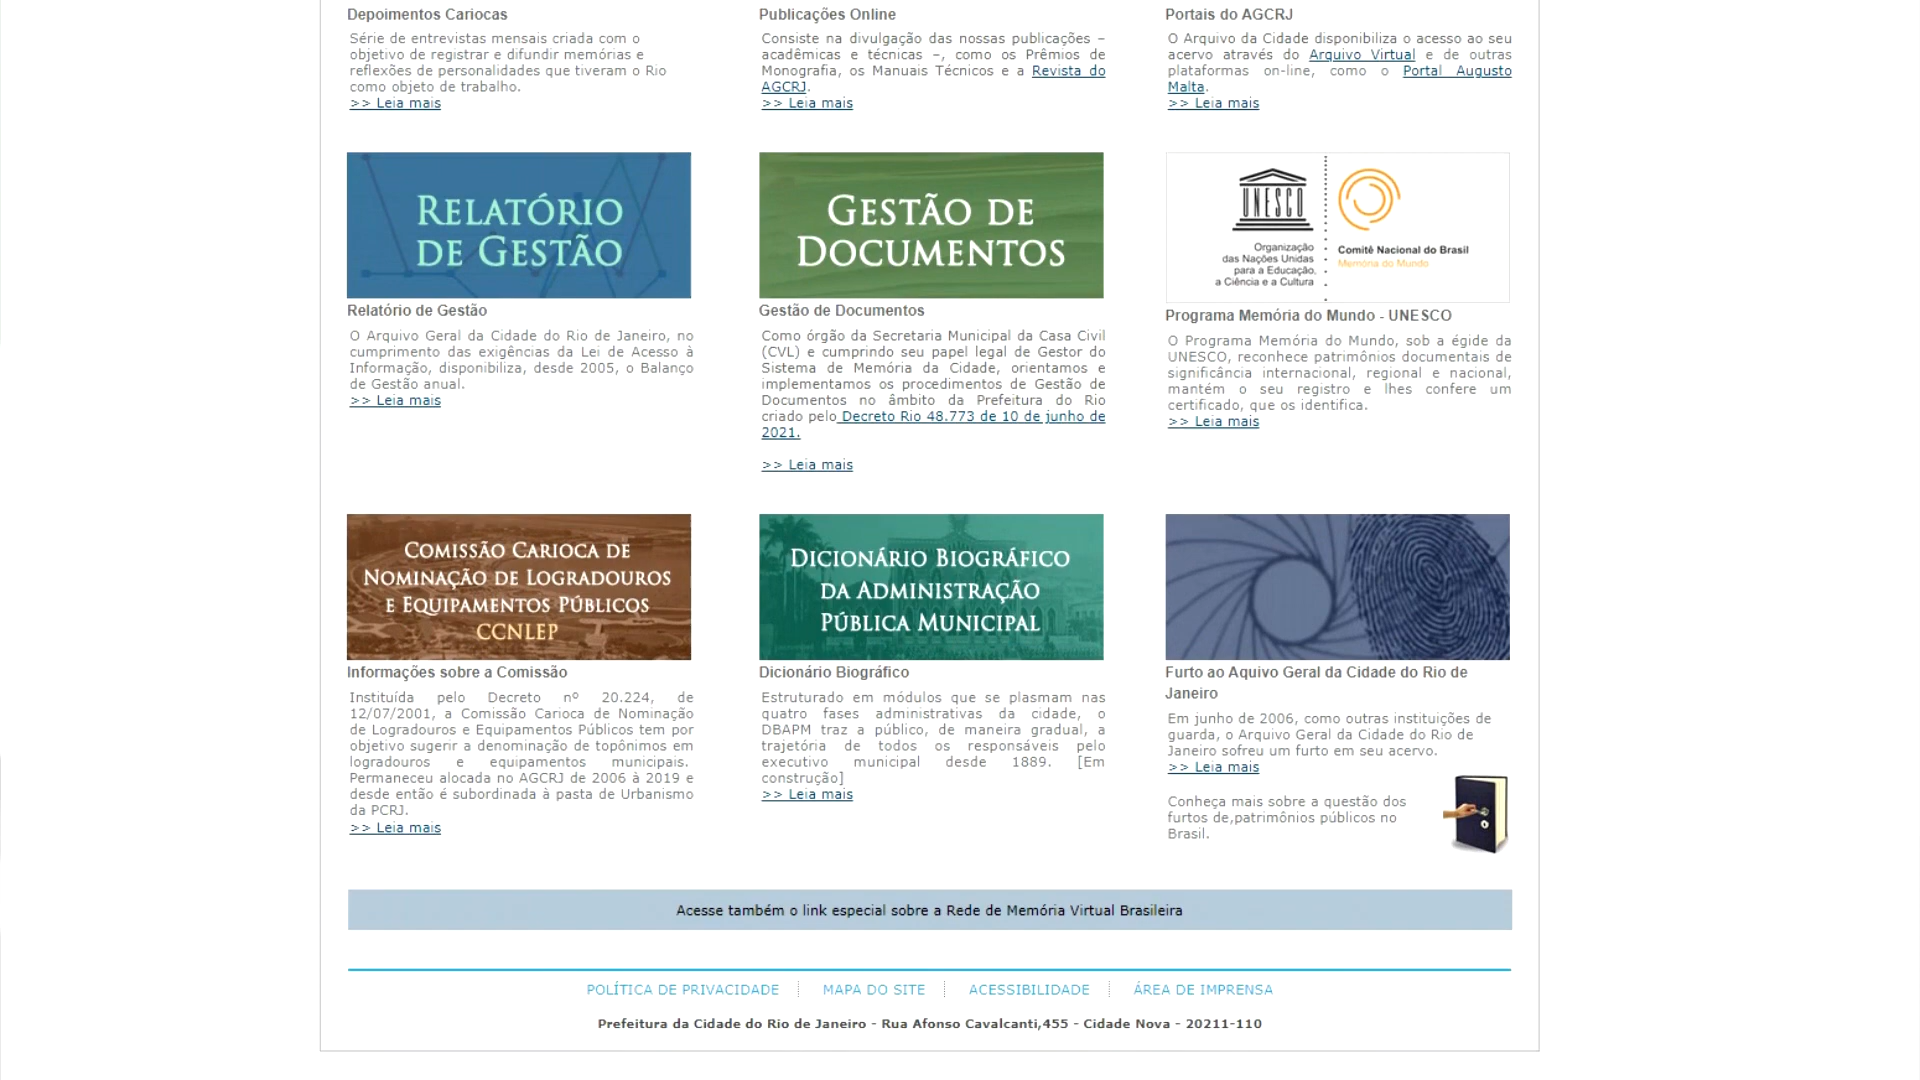 Depoimentos Cariocas
Série de entrevistas mensais criada com o
objetivo de registrar e difundir memórias e
reflexões de personalidades que tiveram o Rio
como objeto de trabalho.
>> Leia mais
Publicações Online
Consiste na divulgação das nossas publicações –
acadêmicas e técnicas –, como os Prêmios de
Monografia, os Manuais Técnicos e a Revista do
AGCRJ.
>> Leia mais
Portais do AGCRJ
O Arquivo da Cidade disponibiliza o acesso ao seu
acervo através do Arquivo Virtual e de outras
plataformas on-line, como o Portal Augusto
Malta.
>> Leia mais
RELATÓRIO
DE GESTÃO
Relatório de Gestão
O Arquivo Geral da Cidade do Rio de Janeiro, no
cumprimento das exigências da Lei de Acesso à
Informação, disponibiliza, desde 2005, o Balanço
de Gestão anual.
>> Leia mais
GESTÃO DE
DOCUMENTOS
Gestão de Documentos
Como órgão da Secretaria Municipal da Casa Civil
(CVL) e cumprindo seu papel legal de Gestor do
Sistema de Memória da Cidade, orientamos e
implementamos os procedimentos de Gestão de
Documentos no âmbito da Prefeitura do Rio
criado pelo Decreto Rio 48.773 de 10 de junho de
2021.
>> Leia mais
UNESCO
Organização
das Nações Unidas
para a Educação,
a Ciência e a Cultura
Comitê Nacional do Brasil
Memória do Mundo
Programa Memória do Mundo - UNESCO
O Programa Memória do Mundo, sob a égide da
UNESCO, reconhece patrimônios documentais de
significância internacional, regional e nacional,
mantém o seu registro e lhes confere um
certificado, que os identifica.
>> Leia mais
COMISSÃO CARIOCA DE
NOMINAÇÃO DE LOGRADOUROS
E EQUIPAMENTOS PÚBLICOS
CCNLEP
Informações sobre a Comissão
Instituída pelo Decreto nº 20.224, de
12/07/2001, a Comissão Carioca de Nominação
de Logradouros e Equipamentos Públicos tem por
objetivo sugerir a denominação de topônimos em
logradouros e equipamentos municipais.
Permaneceu alocada no AGCRJ de 2006 à 2019 e
desde então é subordinada à pasta de Urbanismo
da PCRJ.
>> Leia mais
DICIONÁRIO BIOGRÁFICO
DA ADMINISTRAÇÃO
PÚBLICA MUNICIPAL
Dicionário Biográfico
Estruturado em módulos que se plasmam nas
quatro fases administrativas da cidade, o
DBAPM traz a público, de maneira gradual, a
trajetória de todos os responsáveis pelo
executivo municipal desde 1889. [Em
construção]
>> Leia mais
Furto ao Aquivo Geral da Cidade do Rio de
Janeiro
Em junho de 2006, como outras instituições de
guarda, o Arquivo Geral da Cidade do Rio de
Janeiro sofreu um furto em seu acervo.
>> Leia mais
Conheça mais sobre a questão dos
furtos de,patrimônios públicos no
Brasil.
Acesse também o link especial sobre a Rede de Memória Virtual Brasileira
POLÍTICA DE PRIVACIDADE
MAPA DO SITE
ACESSIBILIDADE
ÁREA DE IMPRENSA
Prefeitura da Cidade do Rio de Janeiro - Rua Afonso Cavalcanti,455 - Cidade Nova - 20211-110